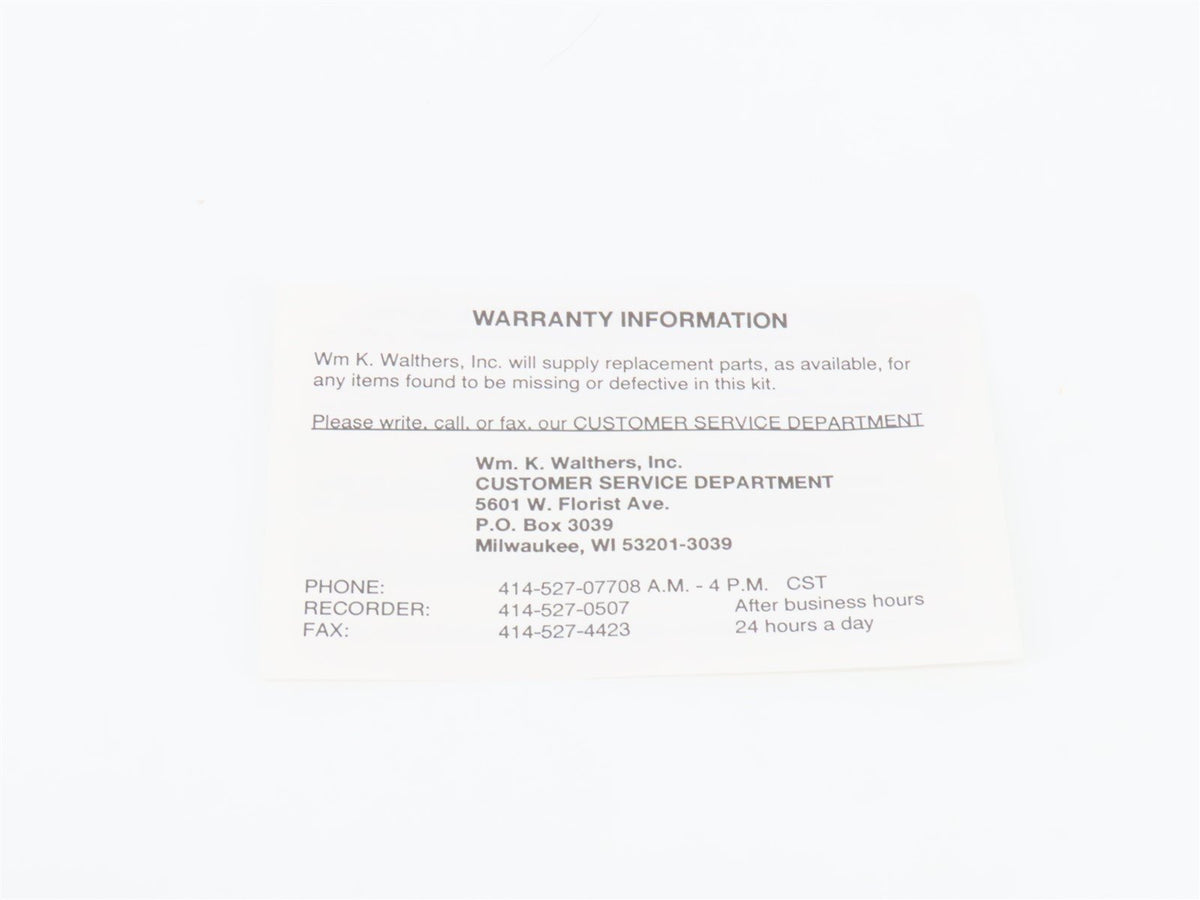 WARRANTY INFORMATION
Wm K. Walthers, Inc. will supply replacement parts, as available, for
any items found to be missing or defective in this kit.
Please write, call, or fax, our CUSTOMER SERVICE DEPARTMENT
Wm. K. Walthers, Inc.
CUSTOMER SERVICE DEPARTMENT
5601 W. Florist Ave.
P.O. Box 3039
Milwaukee, WI 53201-3039
PHONE: 414-527-07708 A.M. - 4 P.M. CST
RECORDER: 414-527-0507 After business hours
FAX: 414-527-4423 24 hours a day